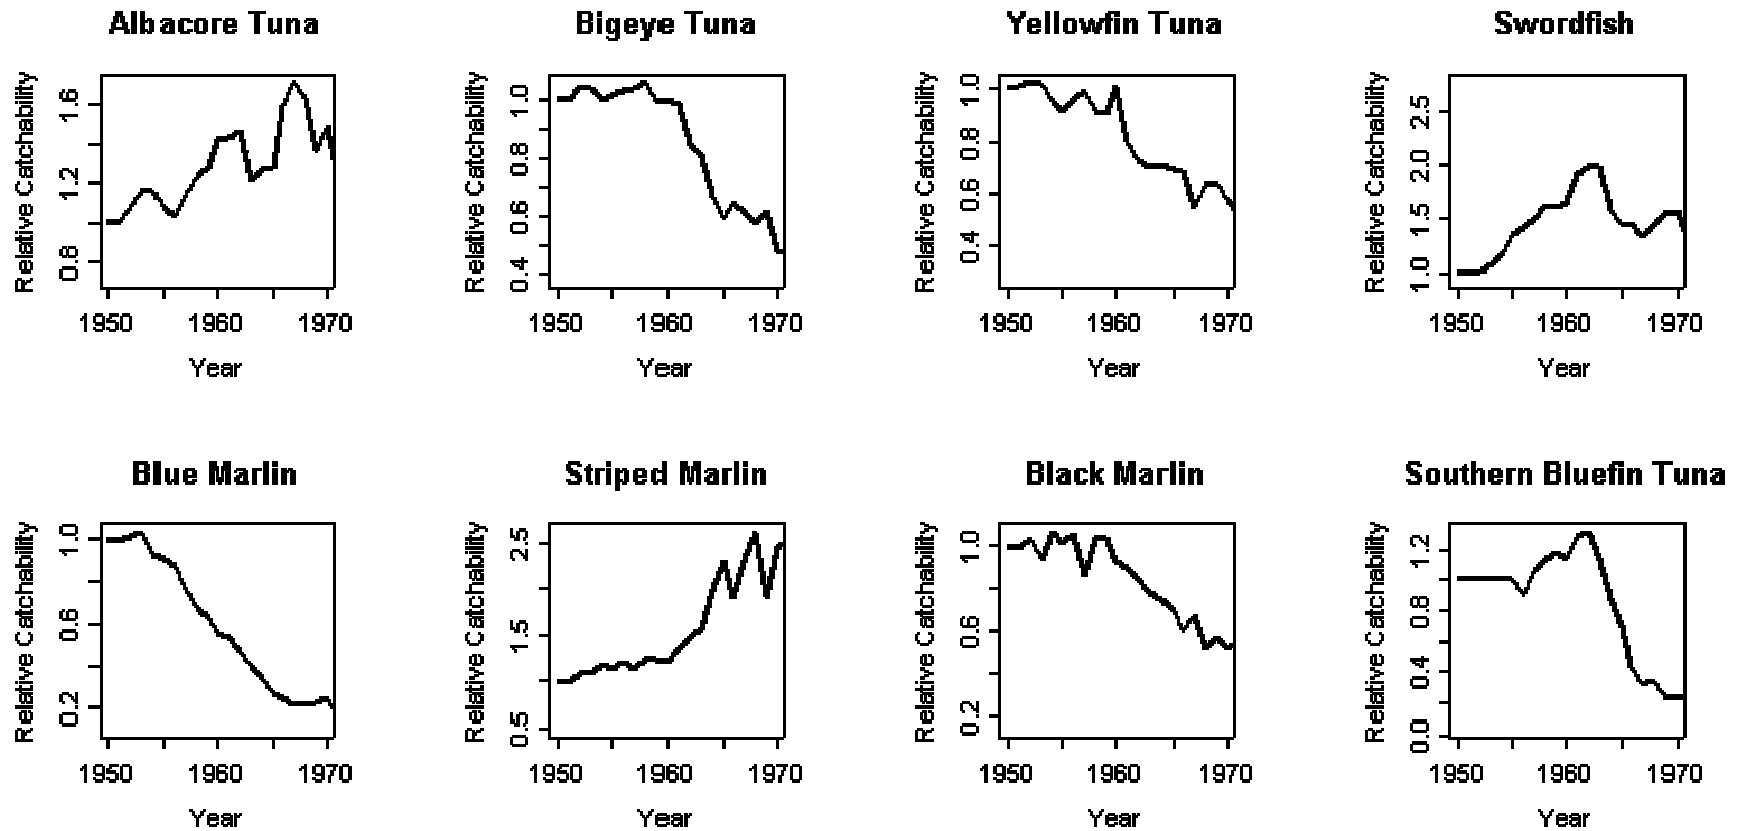 Albacore Tuna
Bigeye Tuna
Yellowfin Tuna
Swordfish
Relative Catchability
0.8 1.2 1.6
1950 1960 1970
Year
Relative Catchability
0.4 0.6 0.8 1.0
1950 1960 1970
Year
Relative Catchability
0.4 0.6 0.8 1.0
1950 1960 1970
Year
Relative Catchability
1.0 1.5 2.0 2.5
1950 1960 1970
Year
Blue Marlin
Striped Marlin
Black Marlin
Southern Bluefin Tuna
Relative Catchability
0.2 0.6 1.0
1950 1960 1970
Year
Relative Catchability
0.5 1.5 2.5
1950 1960 1970
Year
Relative Catchability
0.2 0.6 1.0
1950 1960 1970
Year
Relative Catchability
0.0 0.4 0.8 1.2
1950 1960 1970
Year